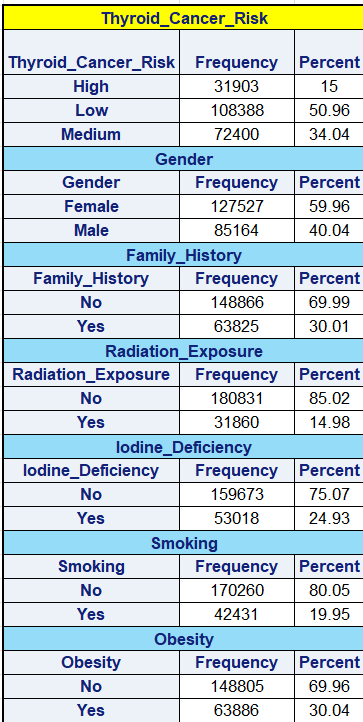 Thyroid_Cancer_Risk
Thyroid_Cancer_Risk Frequency Percent
High 31903 15
Low 108388 50.96
Medium 72400 34.04
Gender
Gender Frequency Percent
Female 127527 59.96
Male 85164 40.04
Family_History
Family_History Frequency Percent
No 148866 69.99
Yes 63825 30.01
Radiation_Exposure
Radiation_Exposure Frequency Percent
No 180831 85.02
Yes 31860 14.98
Iodine_Deficiency
Iodine_Deficiency Frequency Percent
No 159673 75.07
Yes 53018 24.93
Smoking
Smoking Frequency Percent
No 170260 80.05
Yes 42431 19.95
Obesity
Obesity Frequency Percent
No 148805 69.96
Yes 63886 30.04